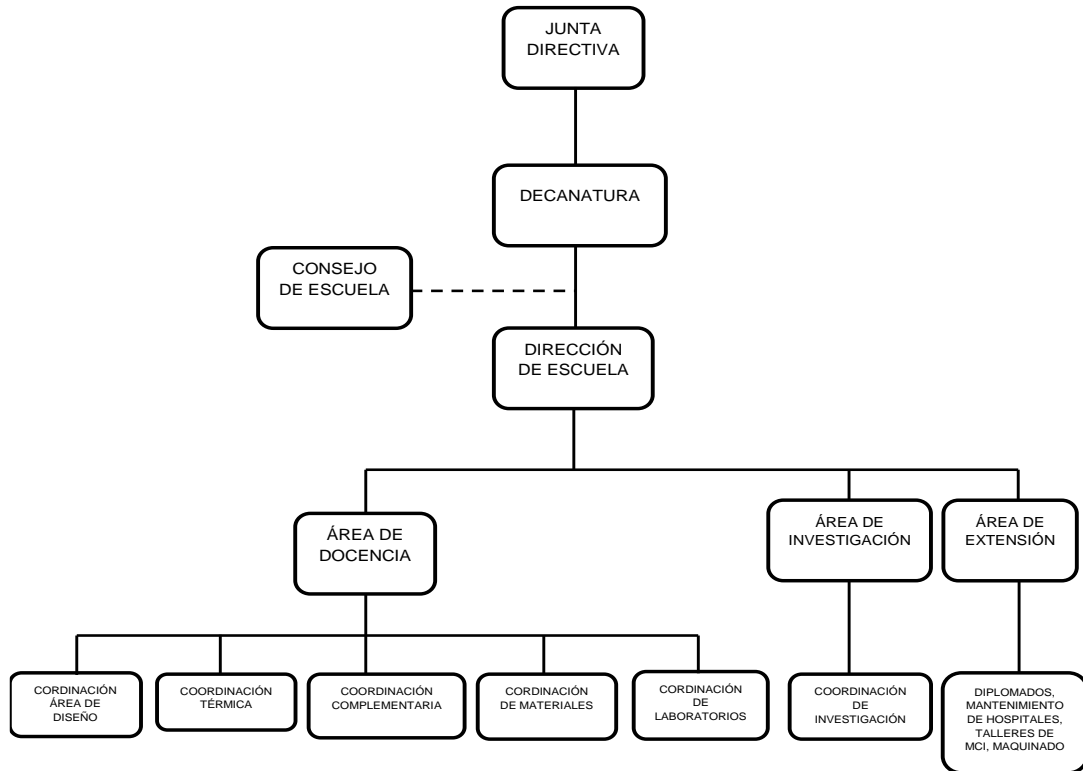 JUNTA
DIRECTIVA
DECANATURA
CONSEJO
DE ESCUELA
DIRECCIÓN
DE ESCUELA
ÁREA DE
DOCENCIA
ÁREA DE
INVESTIGACIÓN
ÁREA DE
EXTENSIÓN
CORDINACIÓN
ÁREA DE
DISEÑO
COORDINACIÓN
TÉRMICA
COORDINACIÓN
COMPLEMENTARIA
CORDINACIÓN
DE MATERIALES
CORDINACIÓN
DE
LABORATORIOS
COORDINACIÓN
DE
INVESTIGACIÓN
DIPLOMADOS,
MANTENIMIENTO
DE HOSPITALES,
TALLERES DE
MCI, MAQUINADO